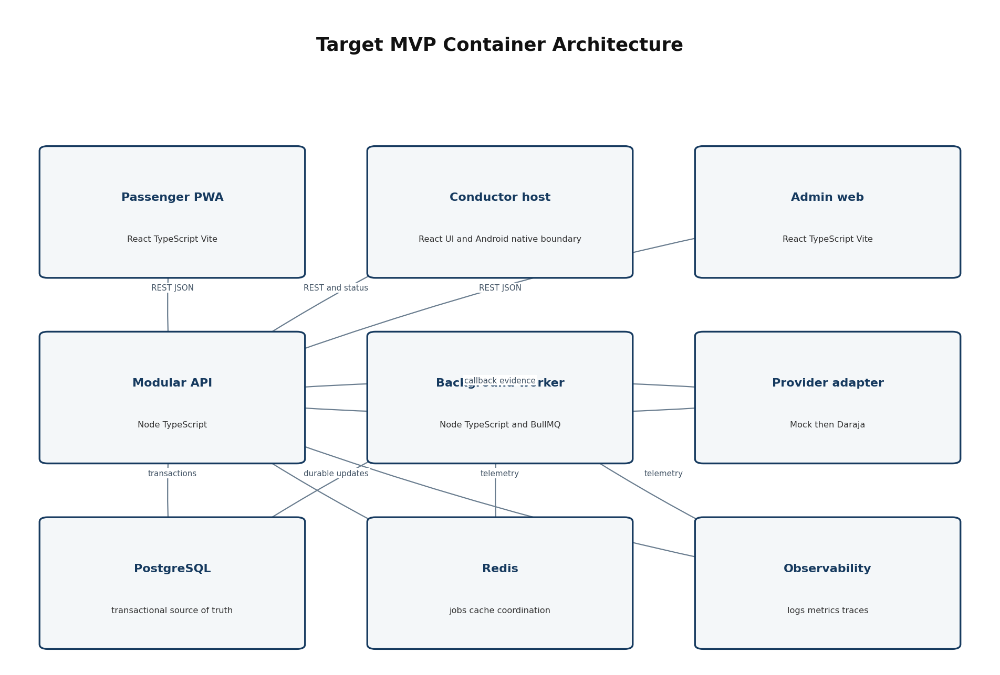 Target MVP Container Architecture
Passenger PWA
React TypeScript Vite
Conductor host
React UI and Android native boundary
Admin web
React TypeScript Vite
REST JSON
REST and status
REST JSON
Modular API
Node TypeScript
Background worker
callback evidence
Node TypeScript and BullMQ
Provider adapter
Mock then Daraja
transactions
durable updates
telemetry
telemetry
PostgreSQL
transactional source of truth
Redis
jobs cache coordination
Observability
logs metrics traces